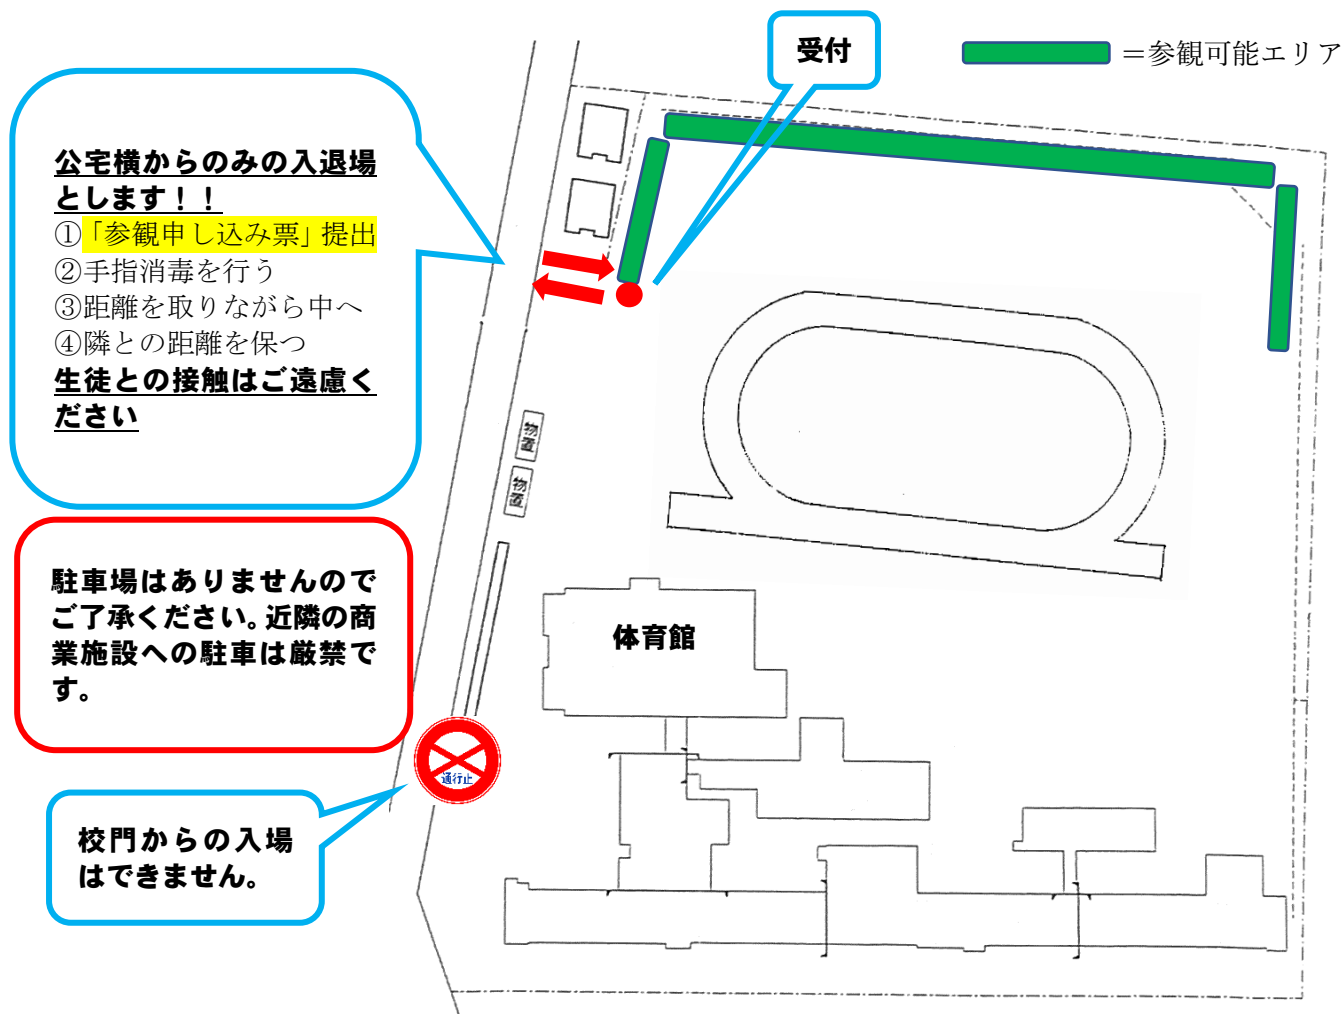 受付
＝参観可能エリア
公宅横からのみの入退場
とします！！
①「参観申し込み票」提出
②手指消毒を行う
③距離を取りながら中へ
④隣との距離を保つ
生徒との接触はご遠慮く
ださい
物置
物置
駐車場はありませんので
ご了承ください。近隣の商
業施設への駐車は厳禁で
す。
体育館
通行止
校門からの入場
はできません。